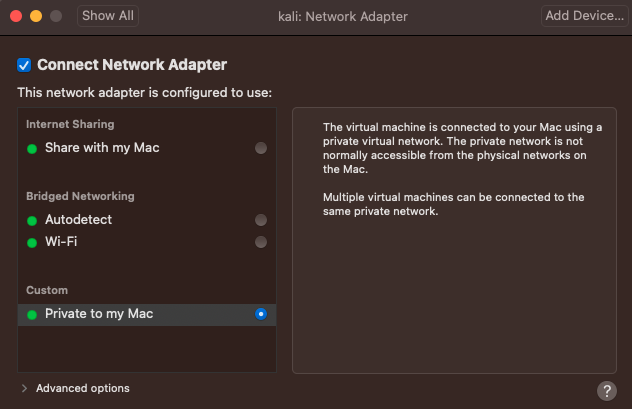 Show All
kali: Network Adapter
Add Device...
Connect Network Adapter
This network adapter is configured to use:
Internet Sharing
Share with my Mac
Bridged Networking
Autodetect
Wi-Fi
Custom
Private to my Mac
The virtual machine is connected to your Mac using a
private virtual network. The private network is not
normally accessible from the physical networks on
the Mac.
Multiple virtual machines can be connected to the
same private network.
Advanced options
?